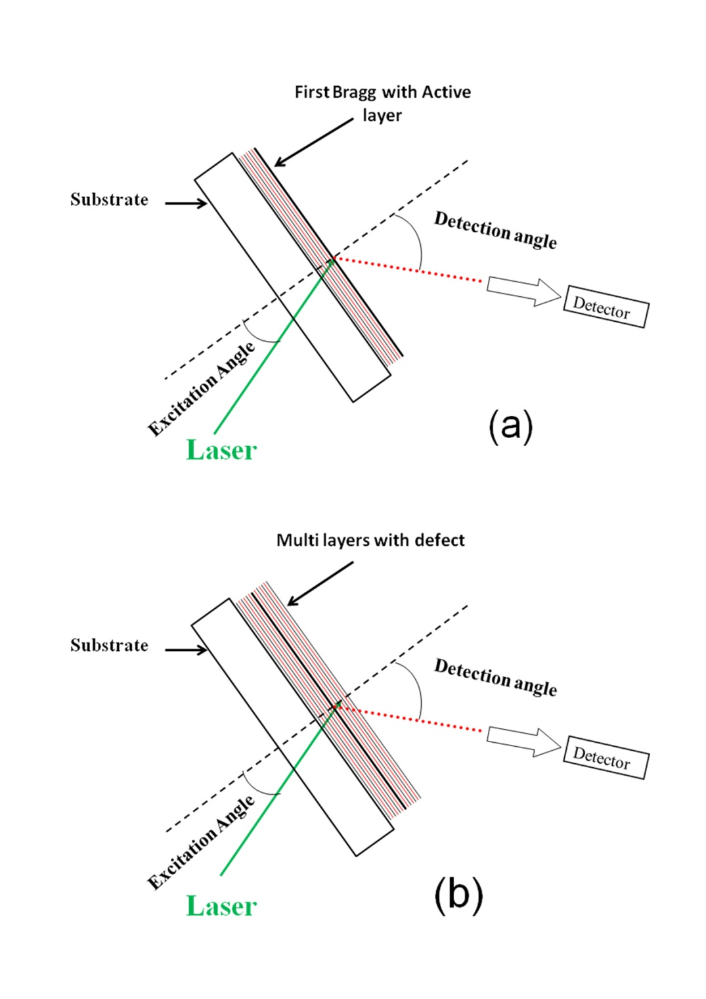 First Bragg with Active
layer
Substrate
Detection angle
Detector
Excitation Angle
Laser
(a)
Multi layers with defect
Substrate
Detection angle
Detector
Excitation Angle
Laser
(b)